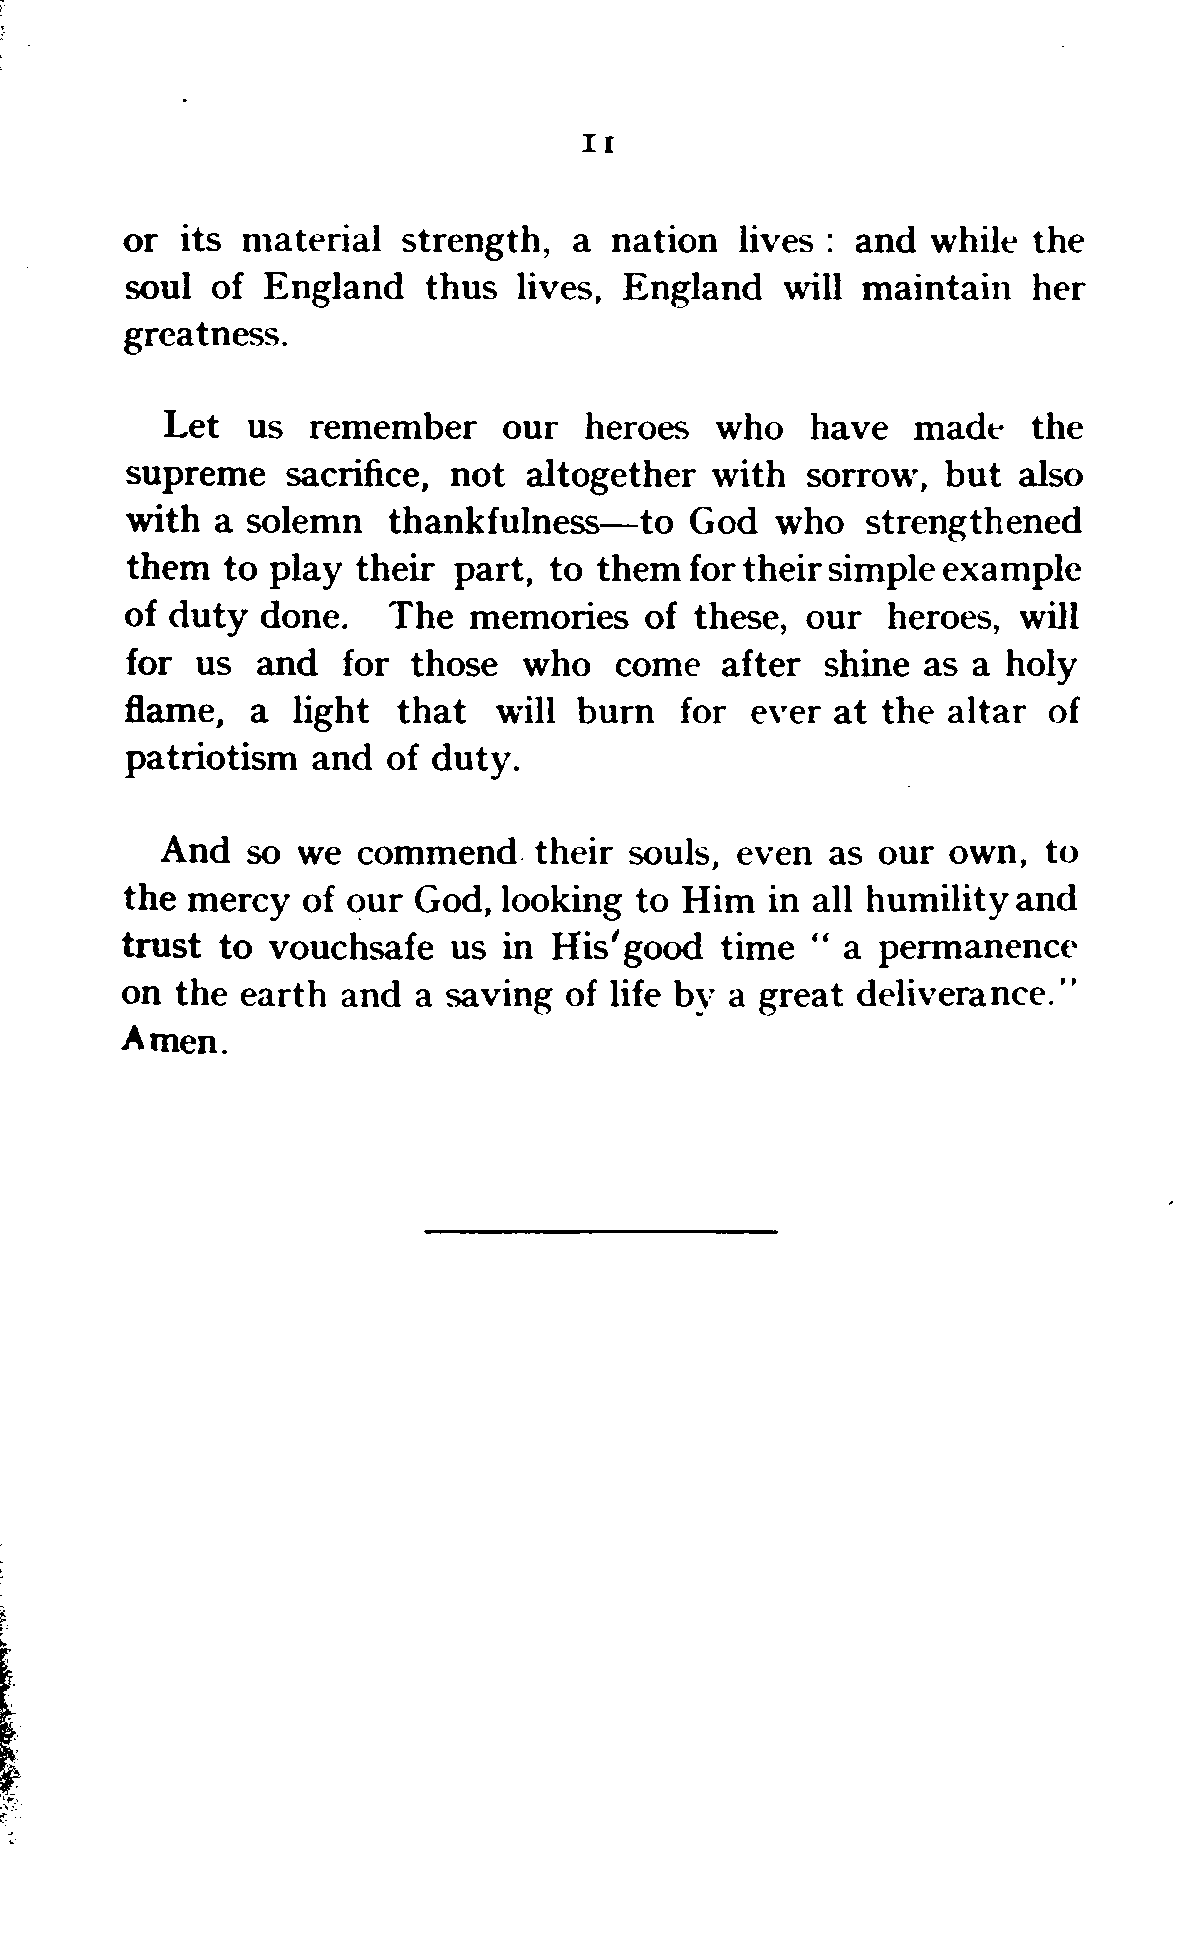 11
or its material strength, a nation lives : and while the
soul of England thus lives, England will maintain her
greatness.
Let us remember our heroes who have made the
supreme sacrifice, not altogether with sorrow, but also
with a solemn thankfulness—to God who strengthened
them to play their part, to them for their simple example
of duty done. The memories of these, our heroes, will
for us and for those who come after shine as a holy
flame, a light that will burn for ever at the altar of
patriotism and of duty.
And so we commend their souls, even as our own, to
the mercy of our God, looking to Him in all humility and
trust to vouchsafe us in His good time " a permanence
on the earth and a saving of life by a great deliverance."
Amen.